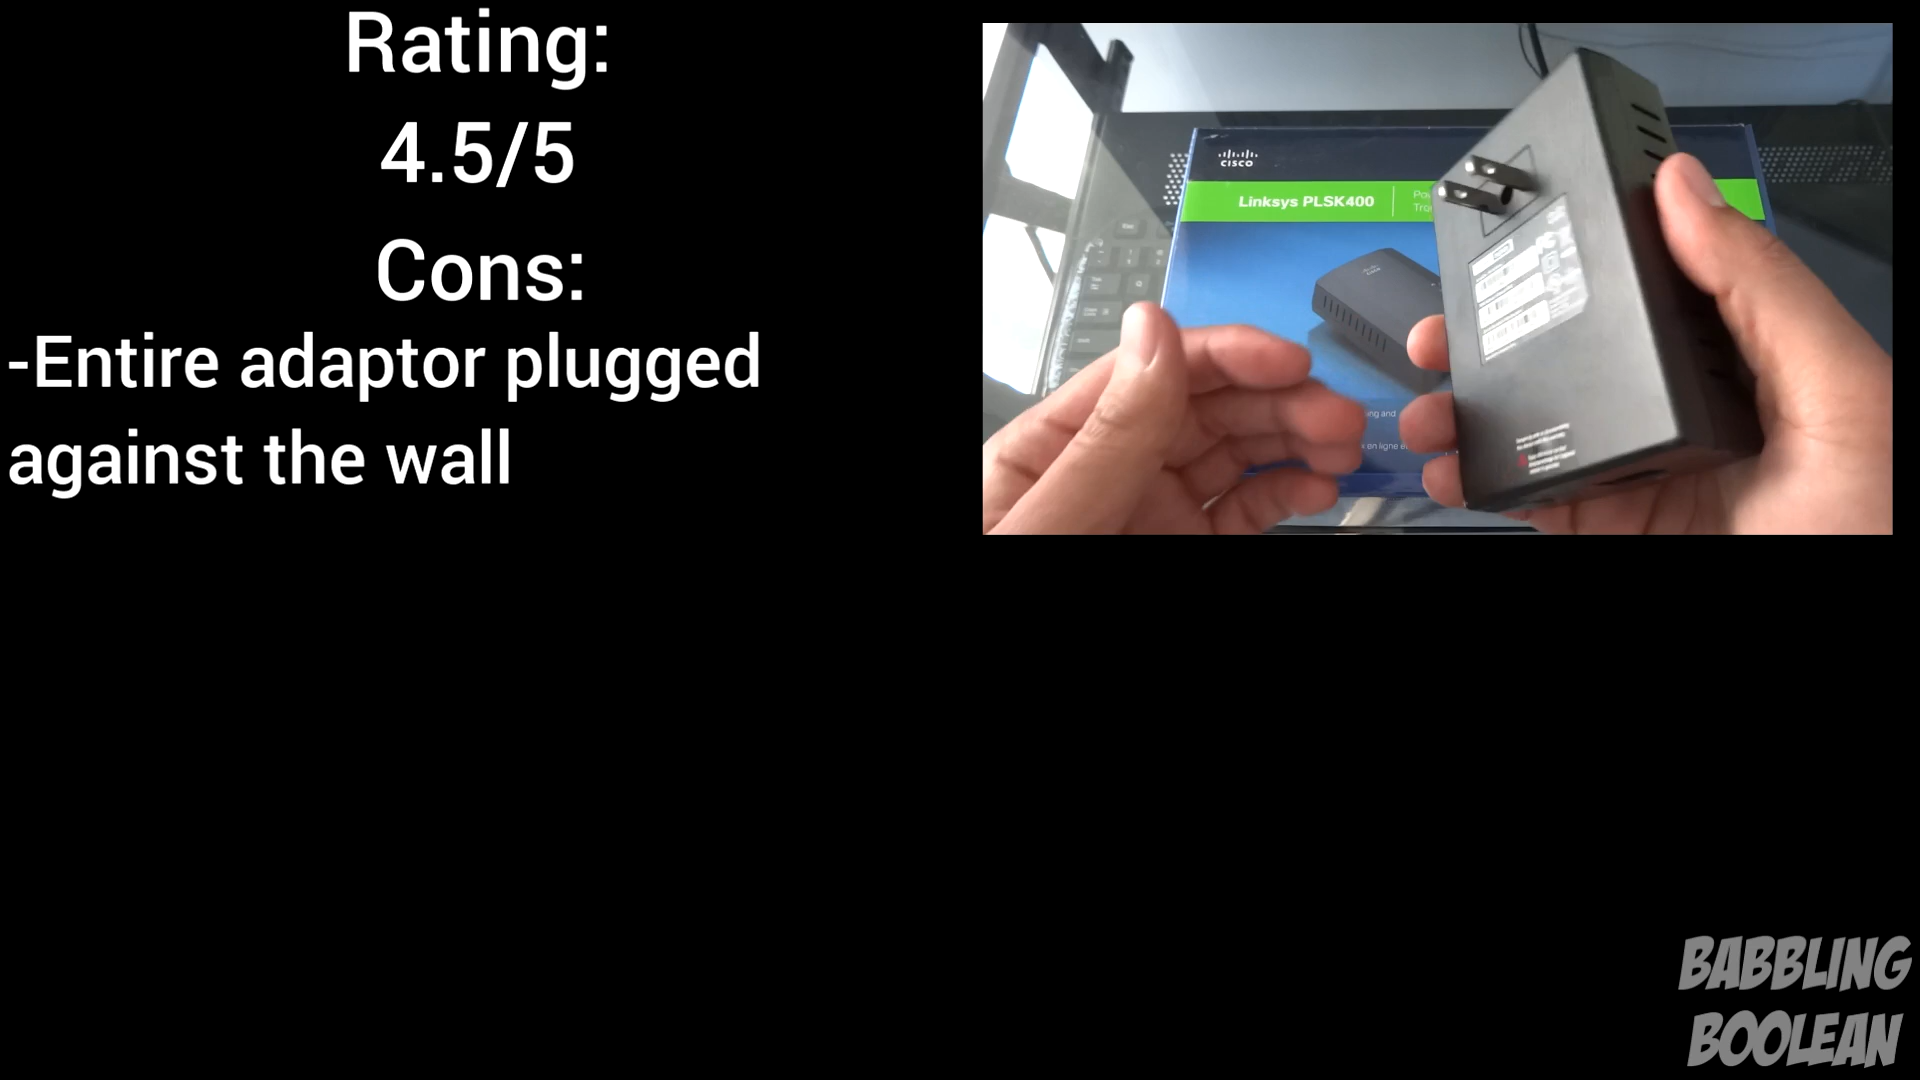 Rating:
4.5/5
Cons:
-Entire adaptor plugged
against the wall
CISCO
Linksys PLSK400
BABBLING
BOOLEAN